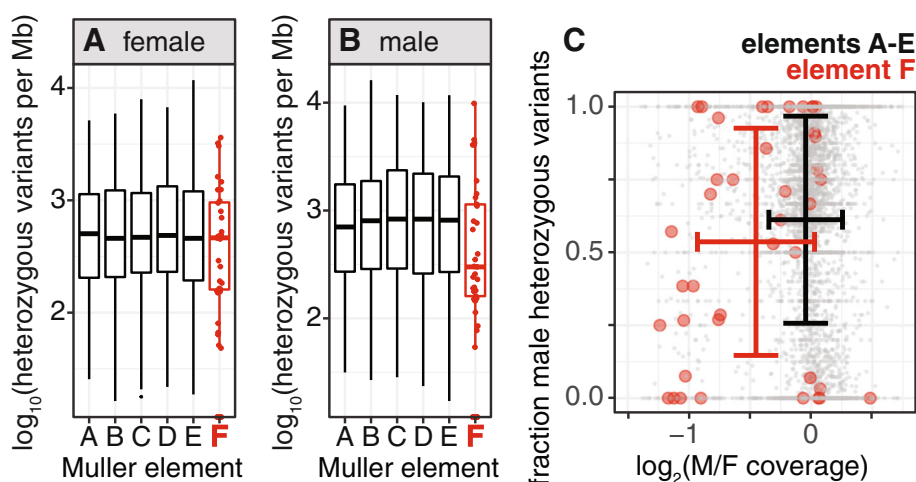 A female
log10(heterozygous variants per Mb)
4
3
2
A B C D E F
Muller element
B male
log10(heterozygous variants per Mb)
4
3
2
A B C D E F
Muller element
C
elements A-E
element F
fraction male heterozygous variants
1.0
0.5
0.0
−1 0
log2(M/F coverage)